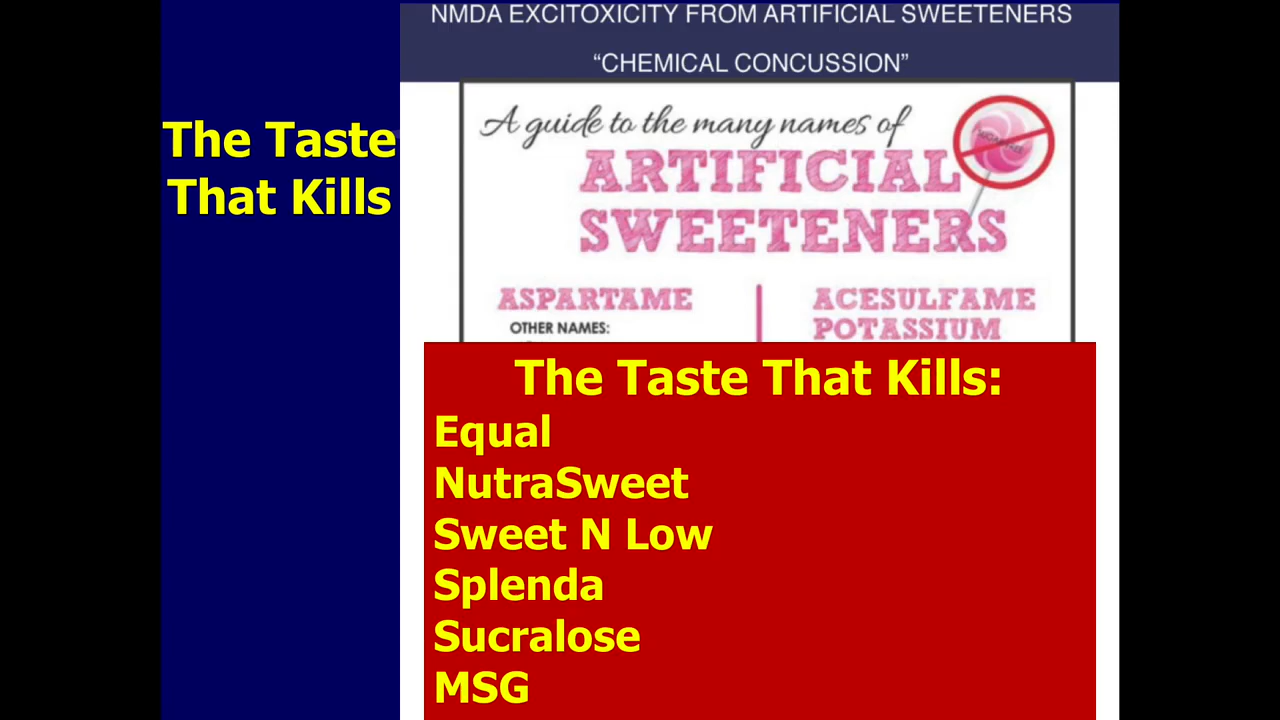 The Taste
That Kills
NMDA EXCITOXICITY FROM ARTIFICIAL SWEETENERS
“CHEMICAL CONCUSSION”
A guide to the many names of
ARTIFICIAL
SWEETENERS
ASPARTAME
OTHER NAMES:
ACESULFAME
POTASSIUM
The Taste That Kills:
Equal
NutraSweet
Sweet N Low
Splenda
Sucralose
MSG